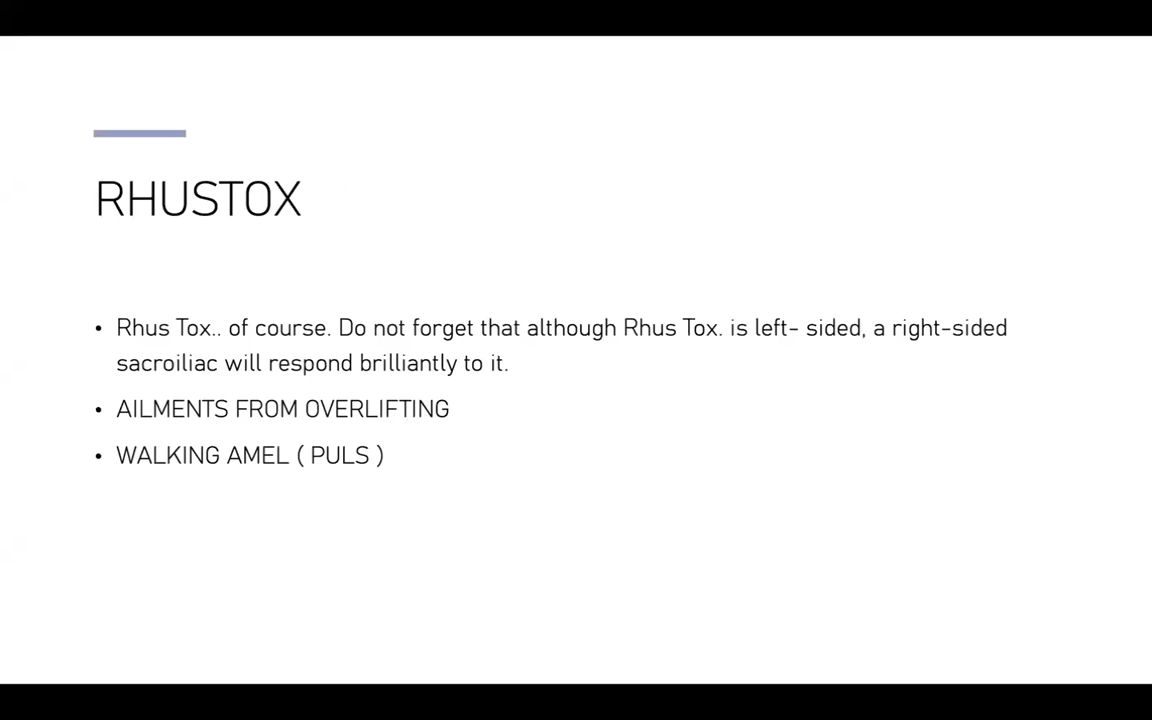 RHUSTOX
• Rhus Tox.. of course. Do not forget that although Rhus Tox. is left- sided, a right-sided
sacroiliac will respond brilliantly to it.
• AILMENTS FROM OVERLIFTING
• WALKING AMEL ( PULS )